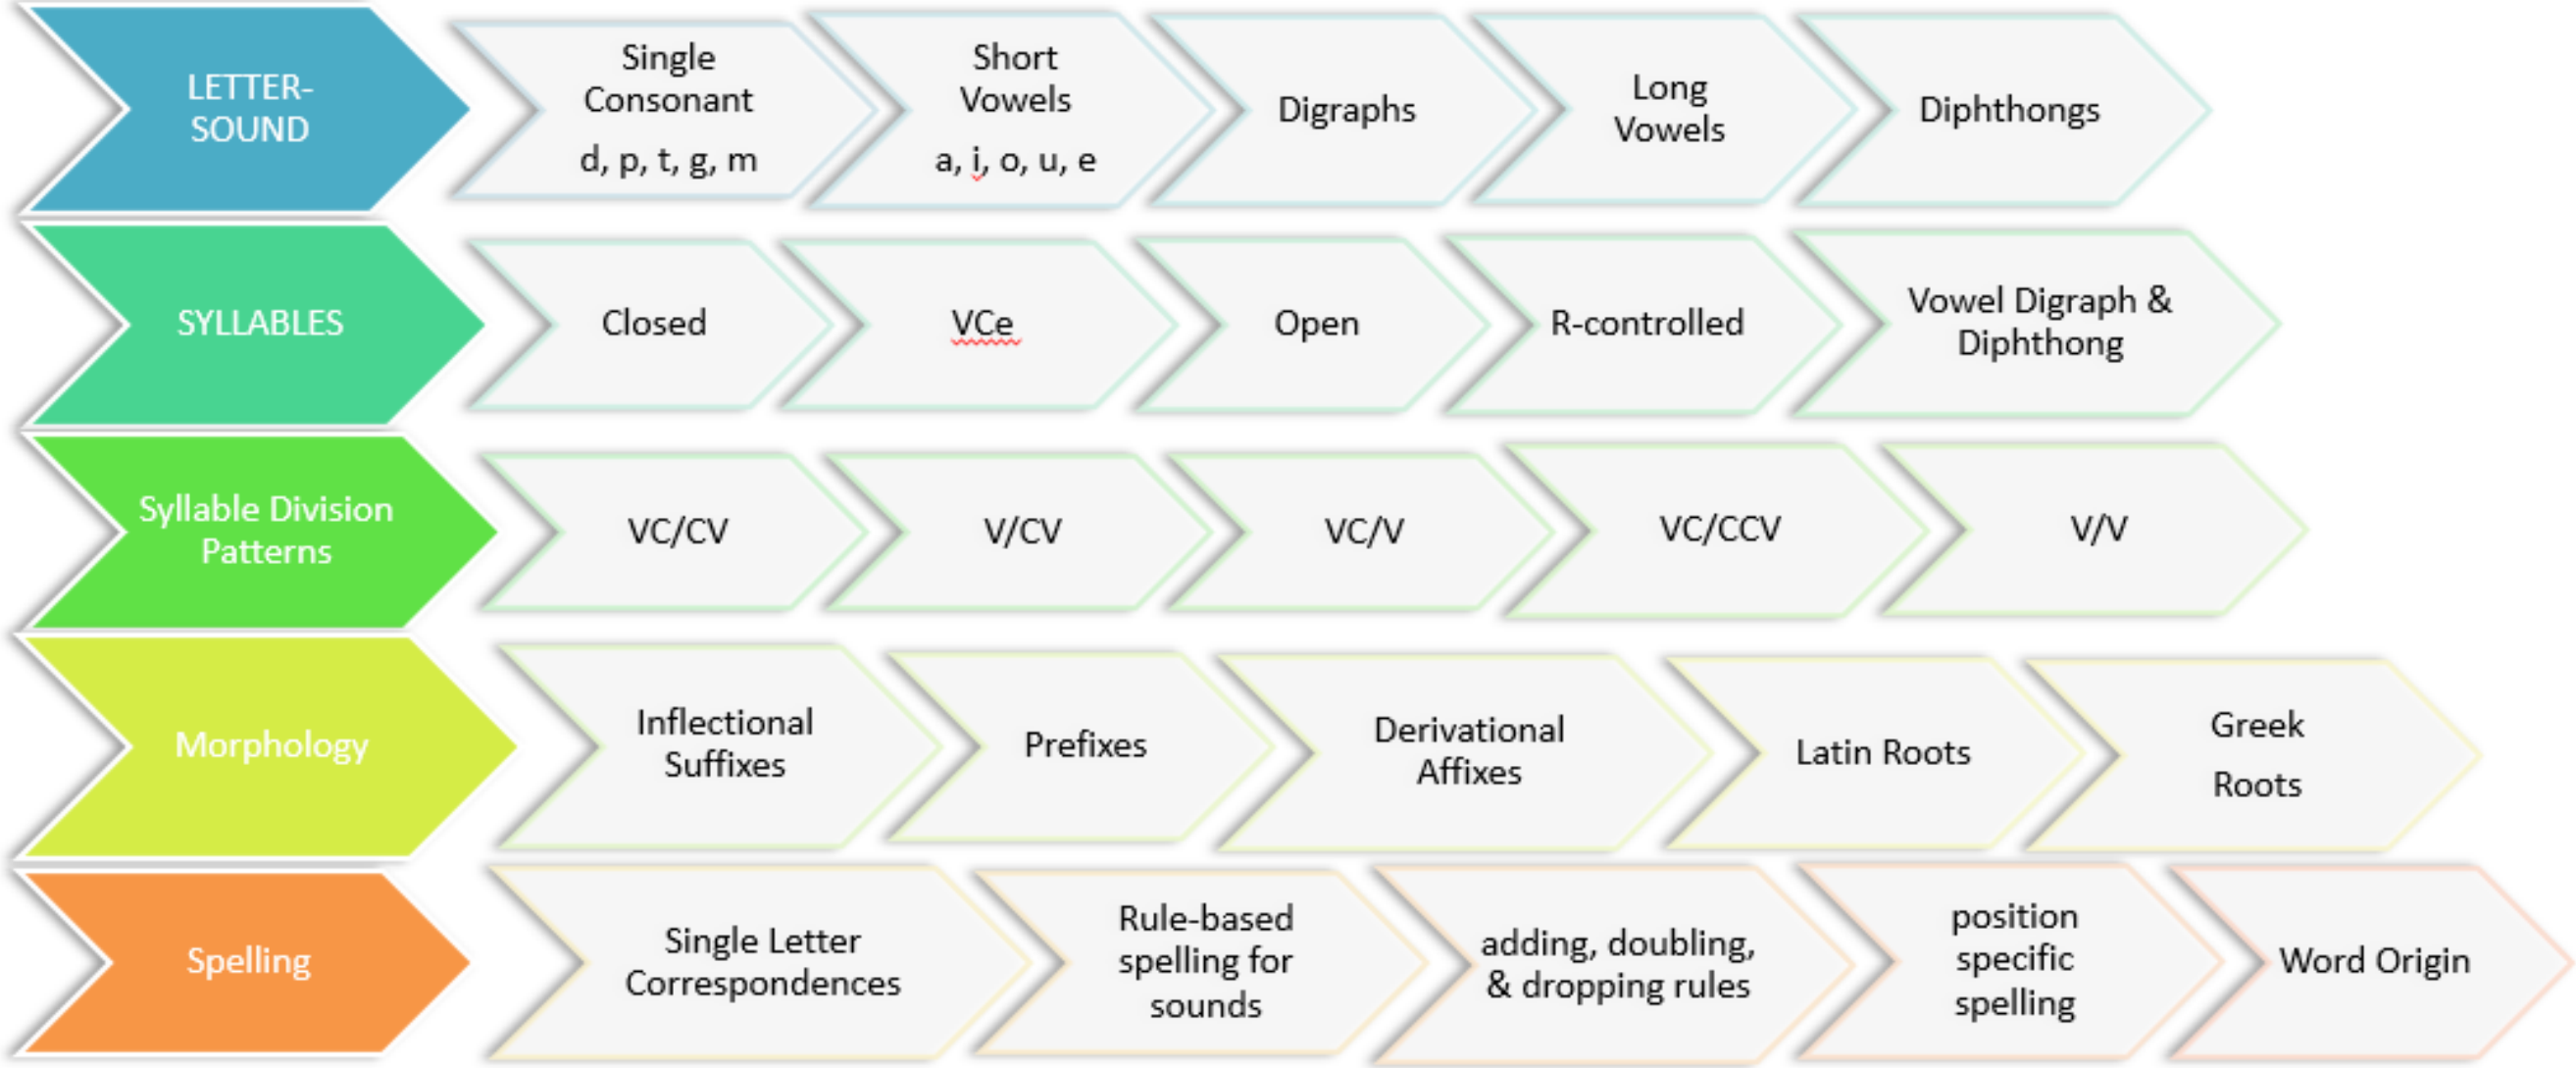 LETTER-
SOUND
Single
Consonant
d, p, t, g, m
Short
Vowels
a, i, o, u, e
Digraphs
Long
Vowels
Diphthongs
SYLLABLES
Closed
VCe
Open
R-controlled
Vowel Digraph &
Diphthong
Syllable Division
Patterns
VC/CV
V/CV
VC/V
VC/CCV
V/V
Morphology
Inflectional
Suffixes
Prefixes
Derivational
Affixes
Latin Roots
Greek
Roots
Spelling
Single Letter
Correspondences
Rule-based
spelling for
sounds
adding, doubling,
& dropping rules
position
specific
spelling
Word Origin